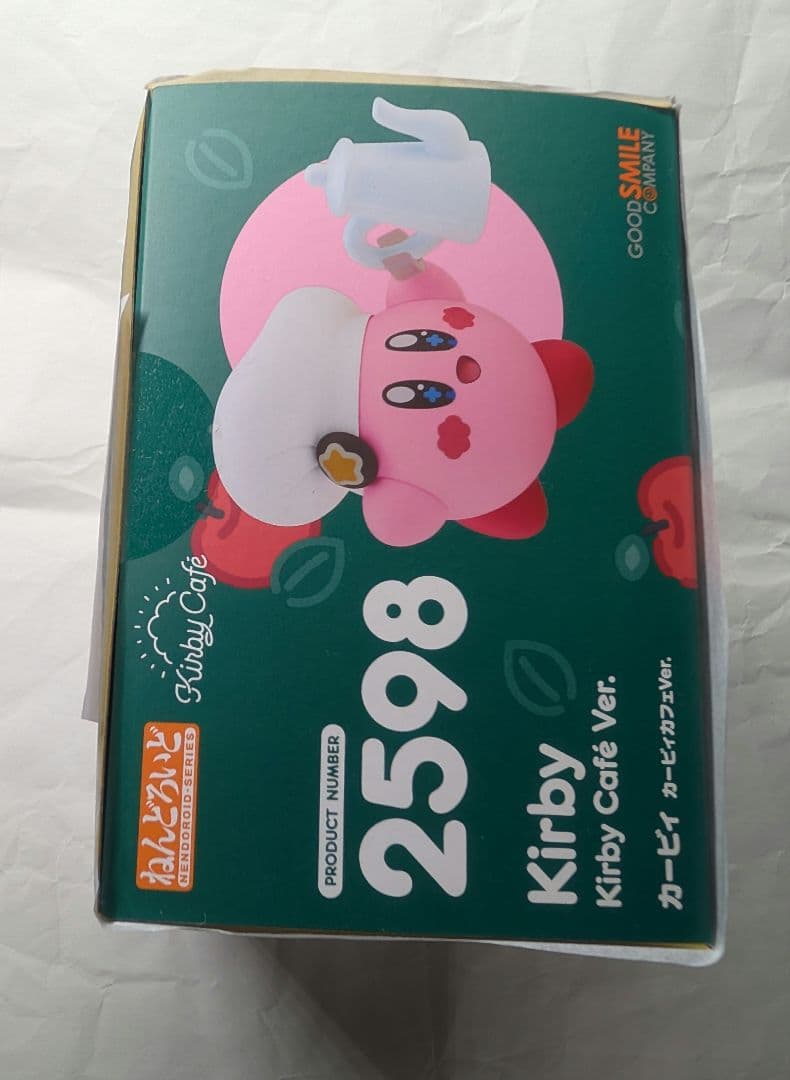 ねんどろいど
NENDOROID·SERIES
Kirby Café
GOOD SMILE
COMPANY
PRODUCT NUMBER
2598
Kirby
Kirby Café Ver.
カービィ カービィカフェVer.